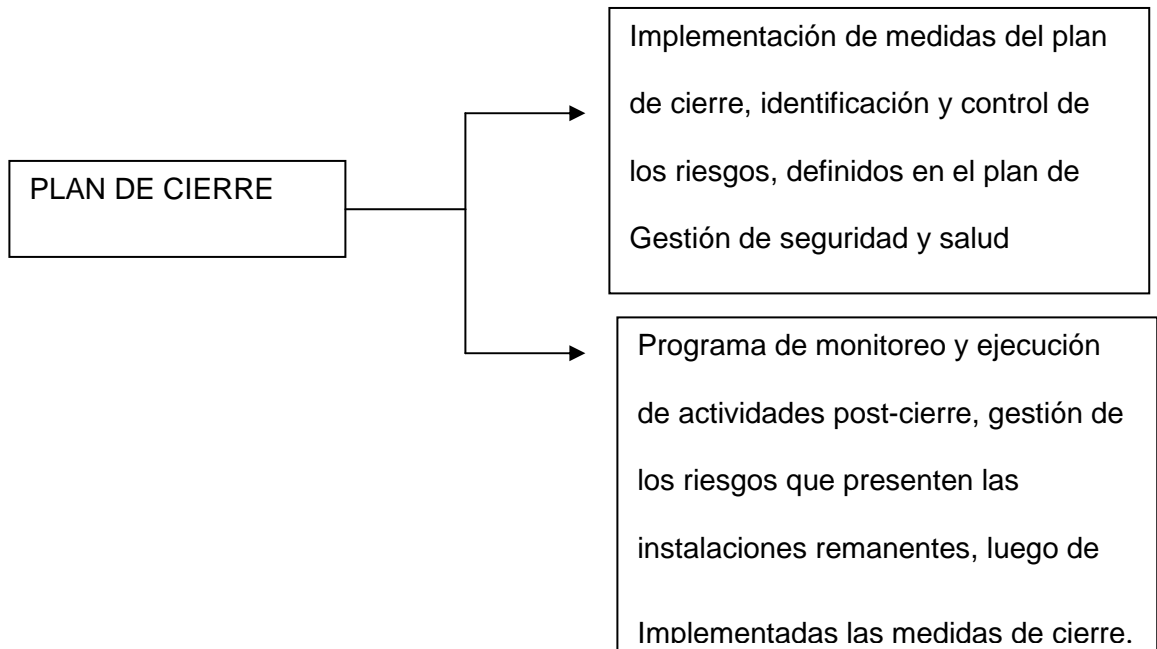 Implementación de medidas del plan
de cierre, identificación y control de
los riesgos, definidos en el plan de
Gestión de seguridad y salud
PLAN DE CIERRE
Programa de monitoreo y ejecución
de actividades post-cierre, gestión de
los riesgos que presenten las
instalaciones remanentes, luego de
Implementadas las medidas de cierre.